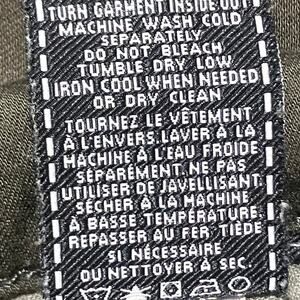 TURN GARMENT INSIDE OUT
MACHINE WASH COLD
SEPARATELY
DO NOT BLEACH
TUMBLE DRY LOW
IRON COOL WHEN NEEDED
OR DRY CLEAN
TOURNEZ LE VÊTEMENT
À L'ENVERS. LAVER À LA
MACHINE À L'EAU FROIDE
SÉPARÉMENT. NE PAS
UTILISER DE JAVELLISANT
SÉCHER À LA MACHINE
À BASSE TEMPÉRATURE
REPASSER AU FER TIÈDE
SI NÉCESSAIRE
OU NETTOYER À SEC.